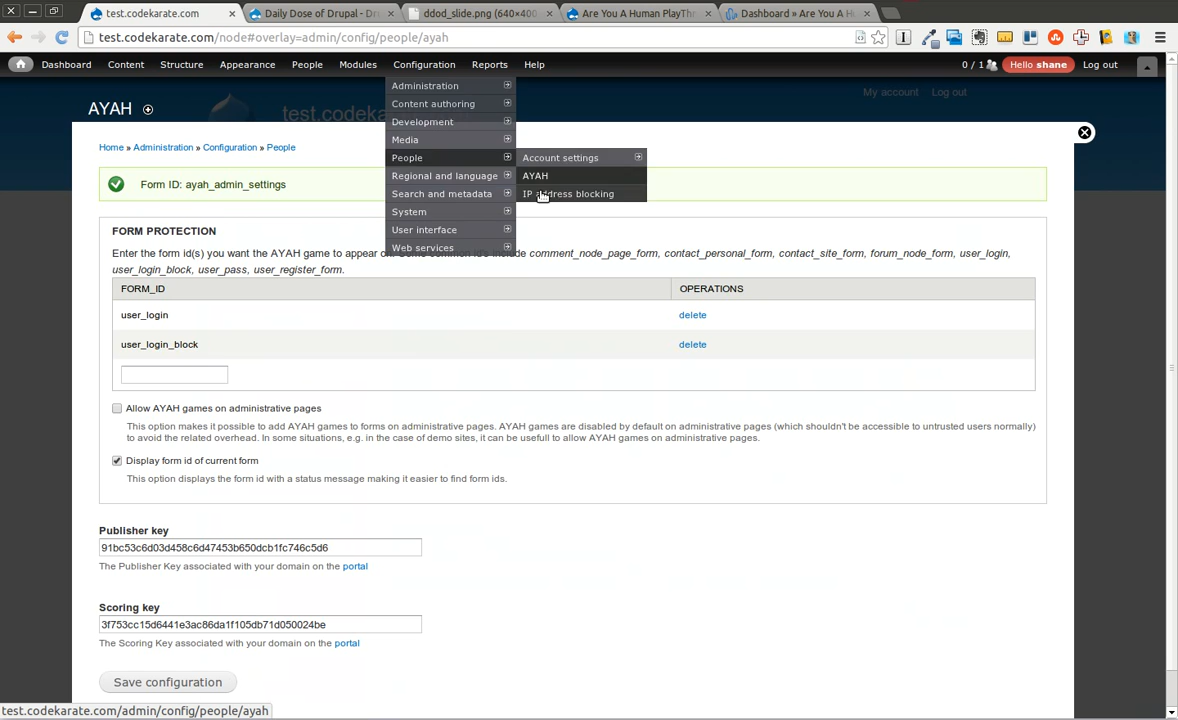 test.codekarate.com
Daily Dose of Drupal - Dr
ddod_slide.png (640×400
Are You A Human PlayThr
Dashboard » Are You A H
test.codekarate.com/node#overlay=admin/config/people/ayah
Dashboard Content Structure Appearance People Modules Configuration Reports Help 0 / 1 Hello shane Log out
AYAH
test.codekarat
My account Log out
Administration
Content authoring
Development
Media
People
Regional and language
Search and metadata
System
User interface
Web services
Account settings
AYAH
IP address blocking
Home » Administration » Configuration » People
Form ID: ayah_admin_settings
FORM PROTECTION
Enter the form id(s) you want the AYAH game to appear on. Some common id's include comment_node_page_form, contact_personal_form, contact_site_form, forum_node_form, user_login,
user_login_block, user_pass, user_register_form.
FORM_ID OPERATIONS
user_login delete
user_login_block delete
Allow AYAH games on administrative pages
This option makes it possible to add AYAH games to forms on administrative pages. AYAH games are disabled by default on administrative pages (which shouldn't be accessible to untrusted users normally)
to avoid the related overhead. In some situations, e.g. in the case of demo sites, it can be usefull to allow AYAH games on administrative pages.
Display form id of current form
This option displays the form id with a status message making it easier to find form ids.
Publisher key
91bc53c6d03d458c6d47453b650dcb1fc746c5d6
The Publisher Key associated with your domain on the portal
Scoring key
3f753cc15d6441e3ac86da1f105db71d050024be
The Scoring Key associated with your domain on the portal
Save configuration
test.codekarate.com/admin/config/people/ayah